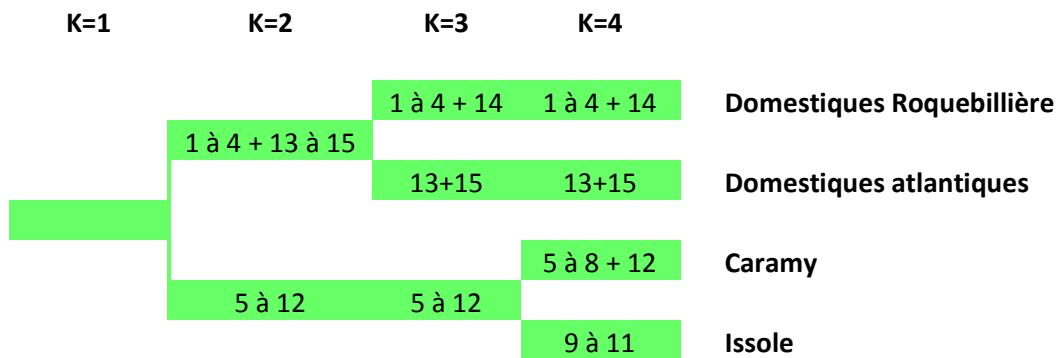 K=1 K=2 K=3 K=4
1 à 4 + 14 1 à 4 + 14 Domestiques Roquebillière
1 à 4 + 13 à 15
13+15 13+15 Domestiques atlantiques
5 à 8 + 12 Caramy
5 à 12 5 à 12
9 à 11 Issole